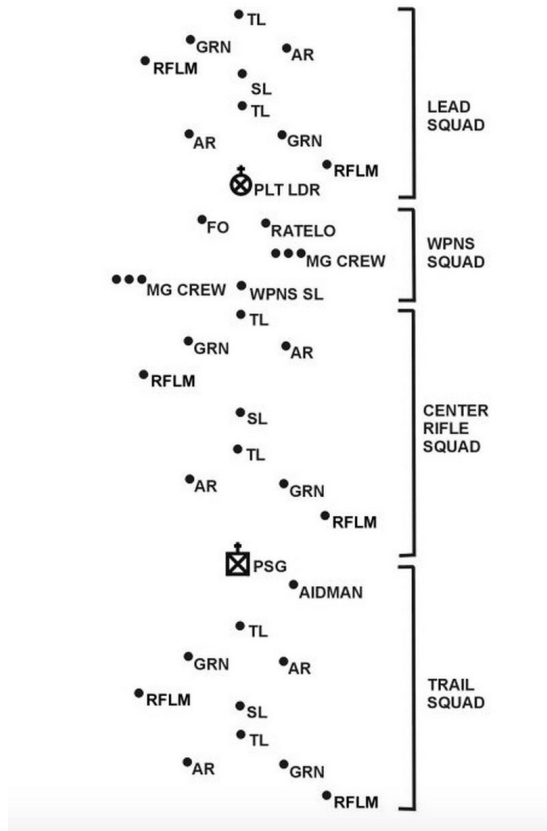 TL
GRN
AR
RFLM
SL
TL
LEAD
SQUAD
AR
GRN
RFLM
PLT LDR
FO
RATELO
WPNS
SQUAD
MG CREW
MG CREW
WPNS SL
TL
GRN
AR
RFLM
SL
CENTER
RIFLE
SQUAD
TL
AR
GRN
RFLM
PSG
AIDMAN
TL
GRN
AR
RFLM
SL
TRAIL
SQUAD
TL
AR
GRN
RFLM